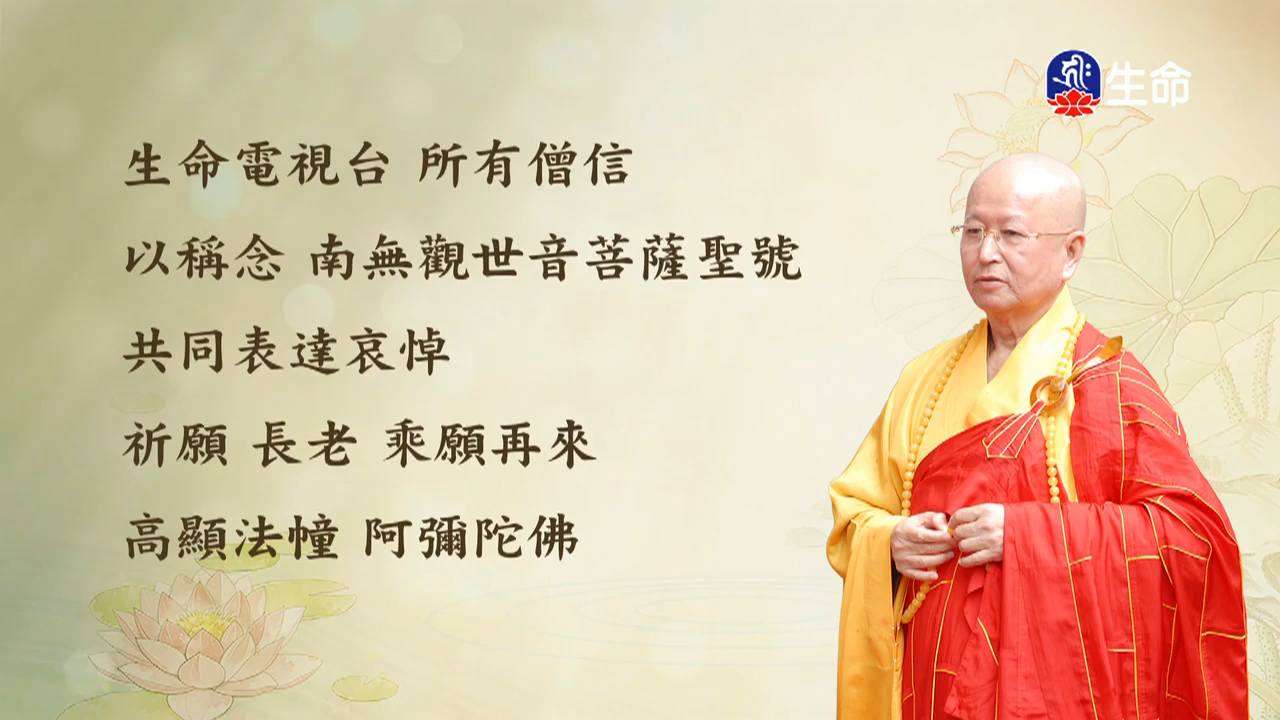 生命
生命電視台 所有僧信
以稱念 南無觀世音菩薩聖號
共同表達哀悼
祈願 長老 乘願再來
高顯法幢 阿彌陀佛